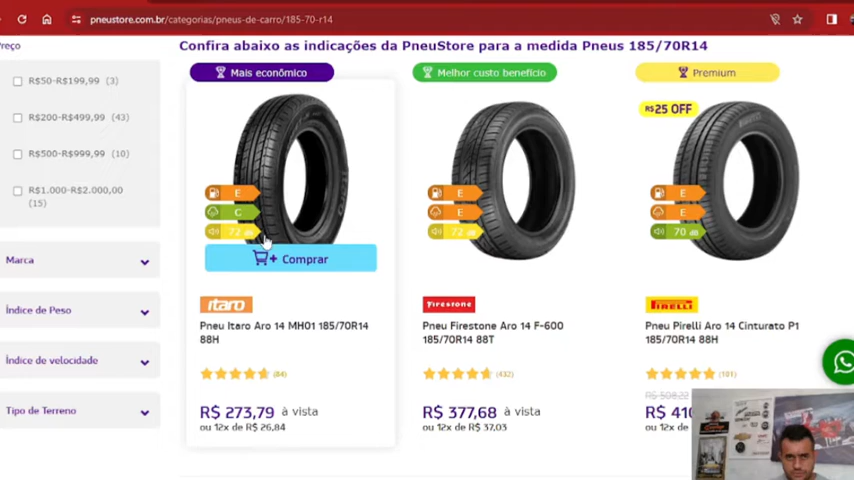 pneustore.com.br/categorias/pneus-de-carro/185-70-r14
Preço
R$50-R$199,99 (3)
R$200-R$499,99 (43)
R$500-R$999,99 (10)
R$1.000-R$2.000,00
(15)
Marca
Índice de Peso
Índice de velocidade
Tipo de Terreno
Confira abaixo as indicações da PneuStore para a medida Pneus 185/70R14
Mais econômico
E
C
72 dB
Comprar
itaro
Pneu Itaro Aro 14 MH01 185/70R14
88H
(84)
R$ 273,79 à vista
ou 12x de R$ 26,84
Melhor custo benefício
E
E
72 dB
Firestone
Pneu Firestone Aro 14 F-600
185/70R14 88T
(432)
R$ 377,68 à vista
ou 12x de R$ 37,03
Premium
R$25 OFF
E
E
70 dB
PIRELLI
Pneu Pirelli Aro 14 Cinturato P1
185/70R14 88H
(101)
R$ 508,22
R$ 410
ou 12x de